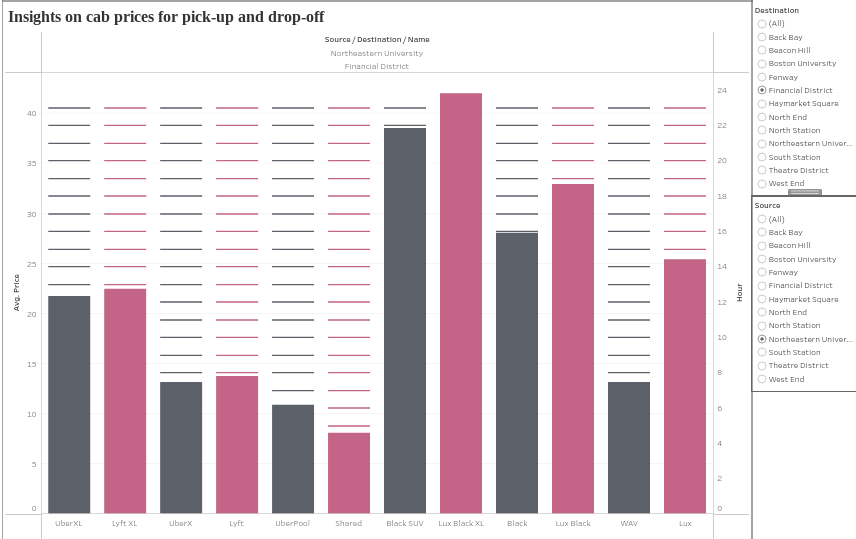 Insights on cab prices for pick-up and drop-off
Source / Destination / Name
Northeastern University
Financial District
Avg. Price
40
35
30
25
20
15
10
5
0
24
22
20
18
16
14
12
10
8
6
4
2
0
Hour
UberXL
Lyft XL
UberX
Lyft
UberPool
Shared
Black SUV
Lux Black XL
Black
Lux Black
WAV
Lux
Destination
(All)
Back Bay
Beacon Hill
Boston University
Fenway
Financial District
Haymarket Square
North End
North Station
Northeastern Univer...
South Station
Theatre District
West End
Source
(All)
Back Bay
Beacon Hill
Boston University
Fenway
Financial District
Haymarket Square
North End
North Station
Northeastern Univer...
South Station
Theatre District
West End